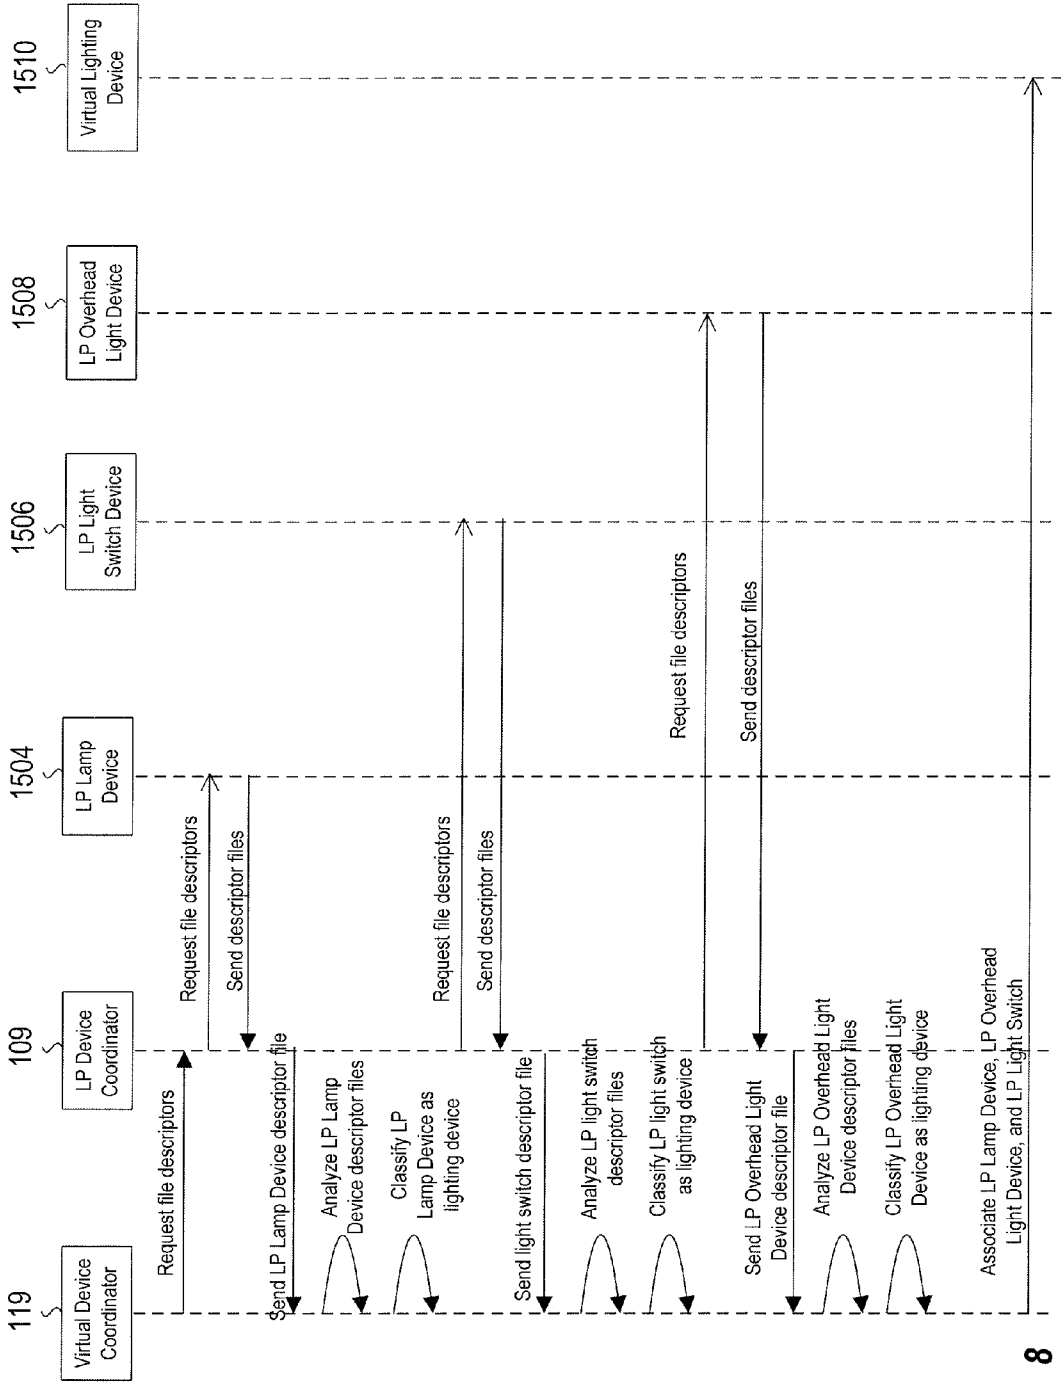 119
Virtual Device
Coordinator
109
LP Device
Coordinator
1504
LP Lamp
Device
1506
LP Light
Switch Device
1508
LP Overhead
Light Device
1510
Virtual Lighting
Device
Request file descriptors
Request file descriptors
Send descriptor files
Send LP Lamp Device descriptor file
Analyze LP Lamp
Device descriptor files
Classify LP
Lamp Device as
lighting device
Request file descriptors
Send descriptor files
Send light switch descriptor file
Analyze LP light switch
descriptor files
Classify LP light switch
as lighting device
Request file descriptors
Send descriptor files
Send LP Overhead Light
Device descriptor file
Analyze LP Overhead Light
Device descriptor files
Classify LP Overhead Light
Device as lighting device
Associate LP Lamp Device, LP Overhead
Light Device, and LP Light Switch
8